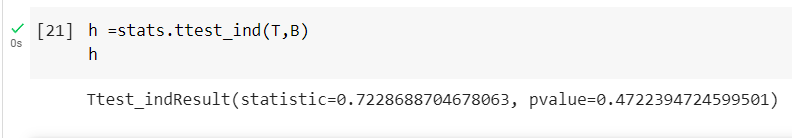 [21] h =stats.ttest_ind(T,B)
0s
h
Ttest_indResult(statistic=0.7228688704678063, pvalue=0.4722394724599501)